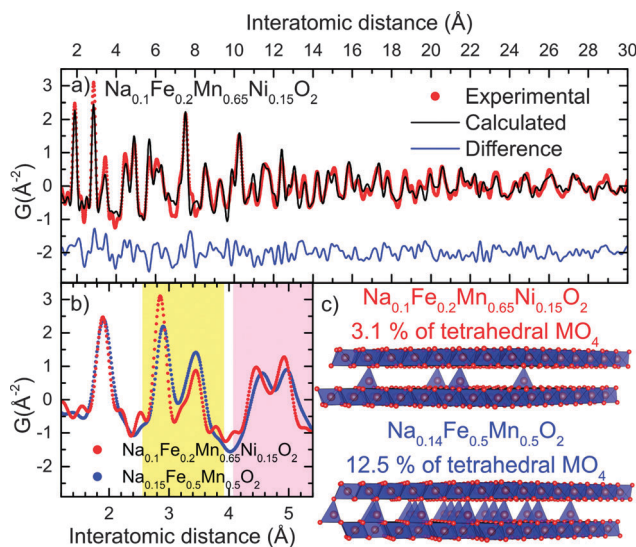 Interatomic distance (Å)
2 4 6 8 10 12 14 16 18 20 22 24 26 28 30
a) Na0.1Fe0.2Mn0.65Ni0.15O2
Experimental
Calculated
Difference
G(Å-2)
3
2
1
0
-1
-2
b)
G(Å-2)
3
2
1
0
-1
-2
Na0.1Fe0.2Mn0.65Ni0.15O2
Na0.15Fe0.5Mn0.5O2
2 3 4 5
Interatomic distance (Å)
c)
Na0.1Fe0.2Mn0.65Ni0.15O2
3.1 % of tetrahedral MO4
Na0.14Fe0.5Mn0.5O2
12.5 % of tetrahedral MO4